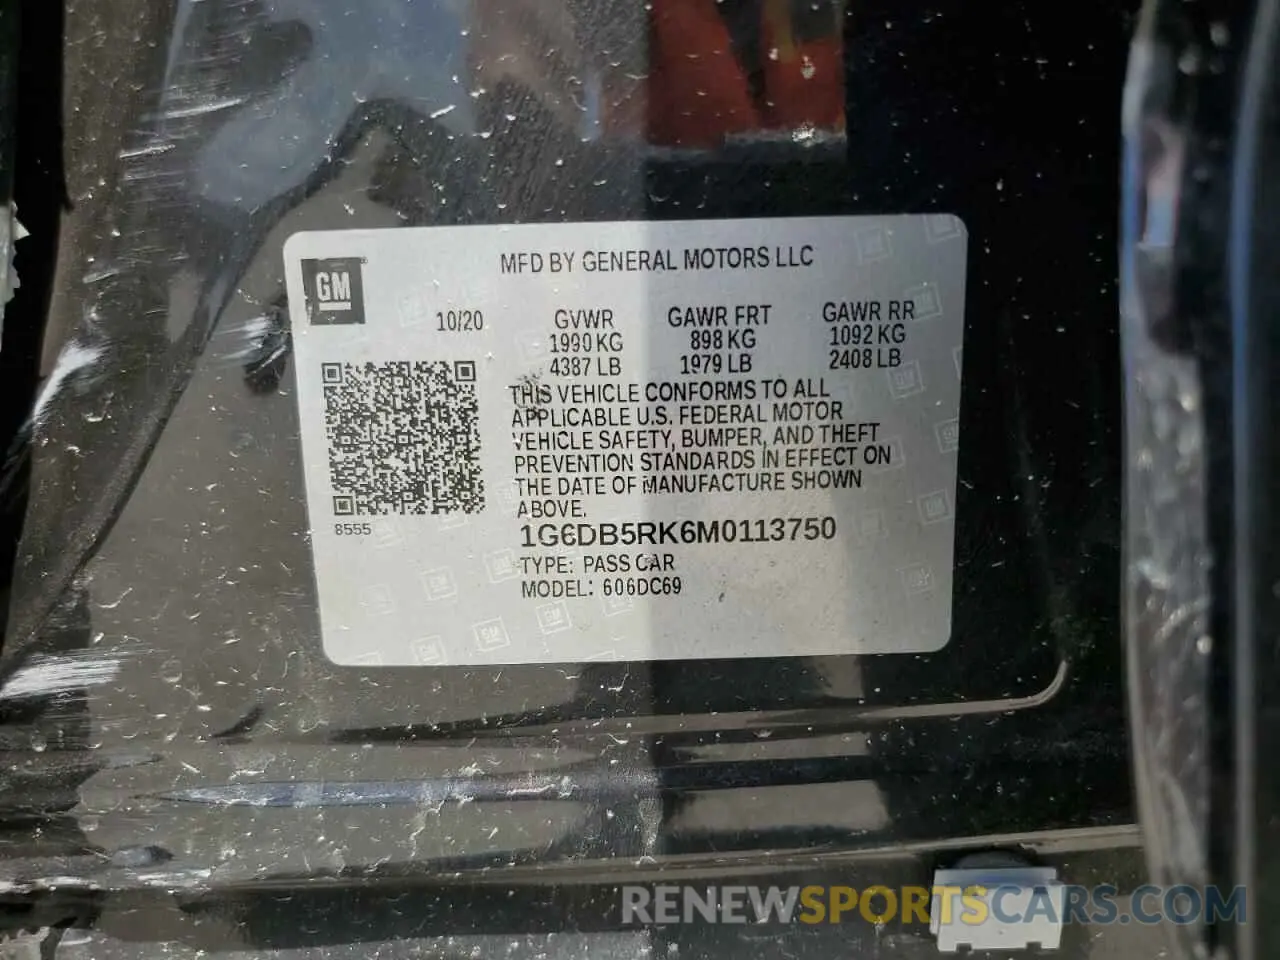 MFD BY GENERAL MOTORS LLC
GM
10/20
GVWR
1990 KG
4387 LB
GAWR FRT
898 KG
1979 LB
GAWR RR
1092 KG
2408 LB
THIS VEHICLE CONFORMS TO ALL
APPLICABLE U.S. FEDERAL MOTOR
VEHICLE SAFETY, BUMPER, AND THEFT
PREVENTION STANDARDS IN EFFECT ON
THE DATE OF MANUFACTURE SHOWN
ABOVE.
8555
1G6DB5RK6M0113750
TYPE: PASS CAR
MODEL: 606DC69
RENEWSPORTSCARS.COM